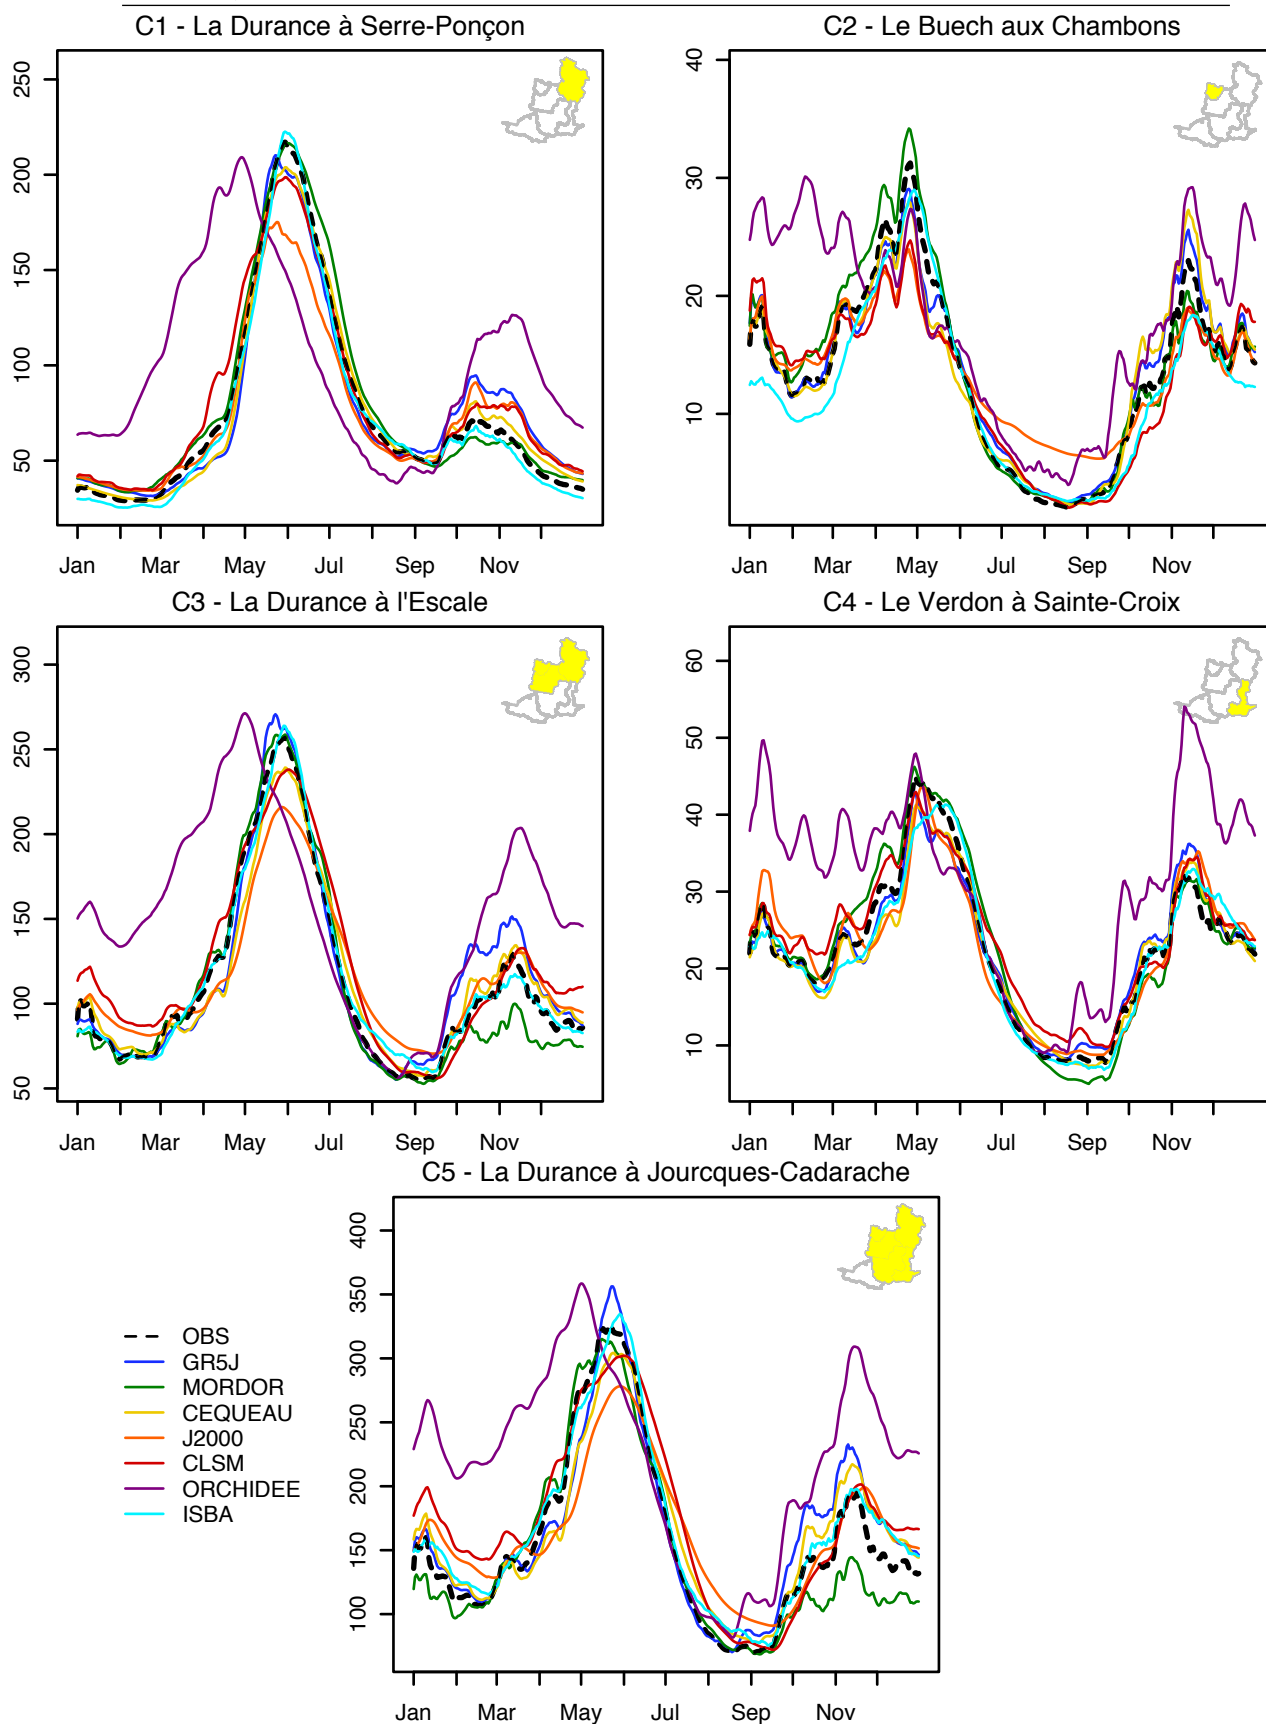 C1 - La Durance à Serre-Ponçon
250
200
150
100
50
Jan Mar May Jul Sep Nov
C2 - Le Buech aux Chambons
40
30
20
10
Jan Mar May Jul Sep Nov
C3 - La Durance à l'Escale
300
250
200
150
100
50
Jan Mar May Jul Sep Nov
C4 - Le Verdon à Sainte-Croix
60
50
40
30
20
10
Jan Mar May Jul Sep Nov
C5 - La Durance à Jourcques-Cadarache
400
350
300
250
200
150
100
Jan Mar May Jul Sep Nov
OBS
GR5J
MORDOR
CEQUEAU
J2000
CLSM
ORCHIDEE
ISBA